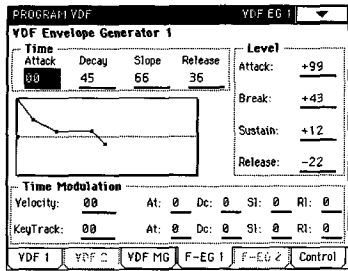 PROGRAM VDF VDF EG 1
VDF Envelope Generator 1
Time Level
Attack Decay Slope Release
00 45 66 36
Attack: +99
Break: +43
Sustain: +12
Release: -22
Time Modulation
Velocity: 00 At: 0 Dc: 0 Sl: 0 Rl: 0
KeyTrack: 00 At: 0 Dc: 0 Sl: 0 Rl: 0
VDF 1 VDF 2 VDF MG F-EG 1 F-EG 2 Control